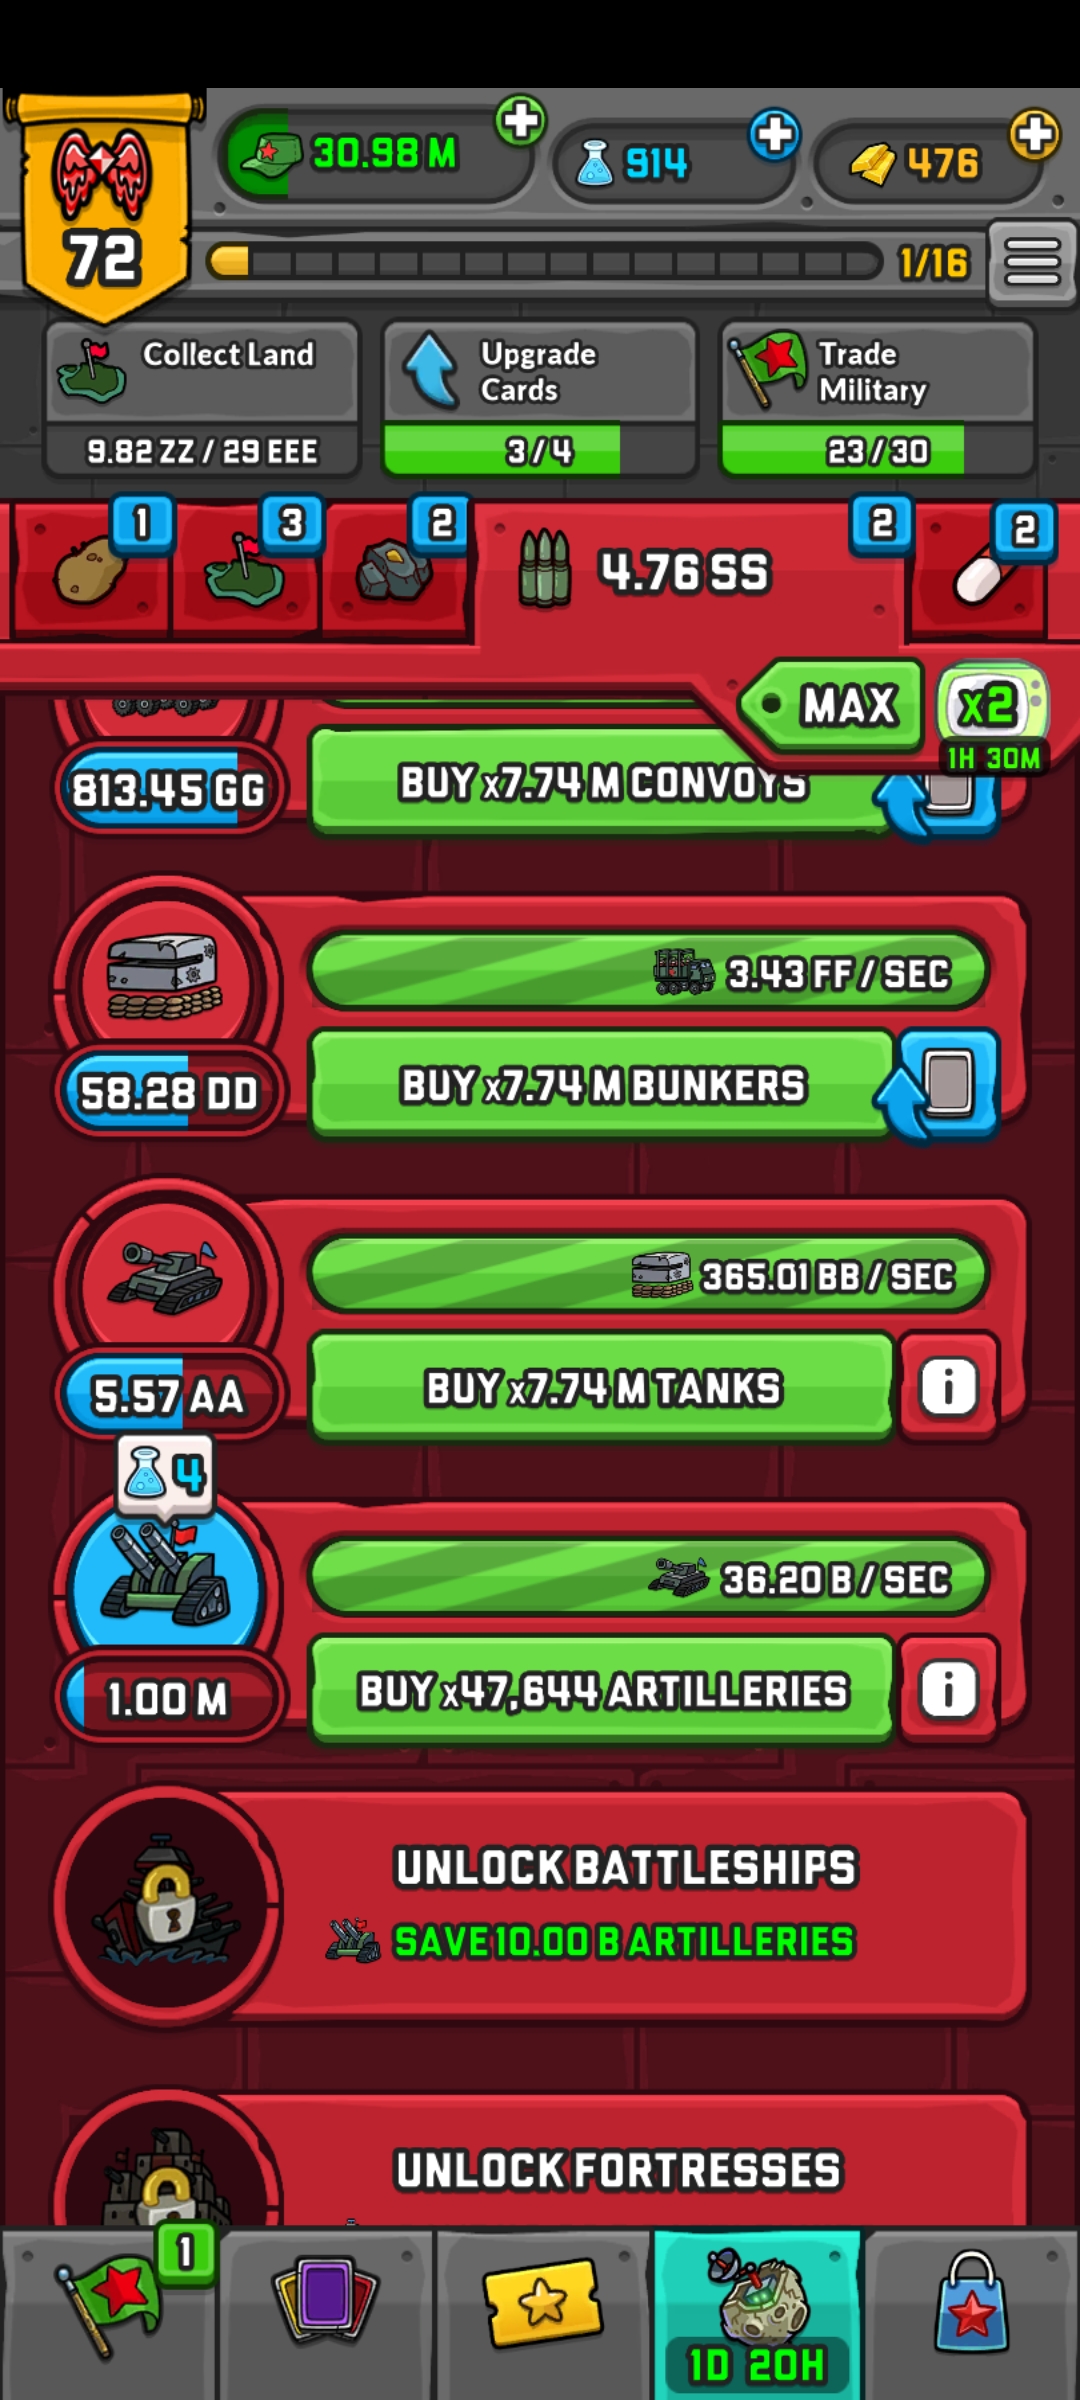 30.98 M
914
476
72
1/16
Collect Land
9.82 ZZ / 29 EEE
Upgrade
Cards
3/4
Trade
Military
23/30
1
3
2
4.76 SS
2
2
MAX
x2
1H 30M
813.45 GG
BUY x7.74 M CONVOYS
3.43 FF / SEC
58.28 DD
BUY x7.74 M BUNKERS
365.01 BB / SEC
5.57 AA
BUY x7.74 M TANKS
i
4
36.20 B / SEC
1.00 M
BUY x47,644 ARTILLERIES
i
UNLOCK BATTLESHIPS
SAVE 10.00 B ARTILLERIES
UNLOCK FORTRESSES
1
1D 20H